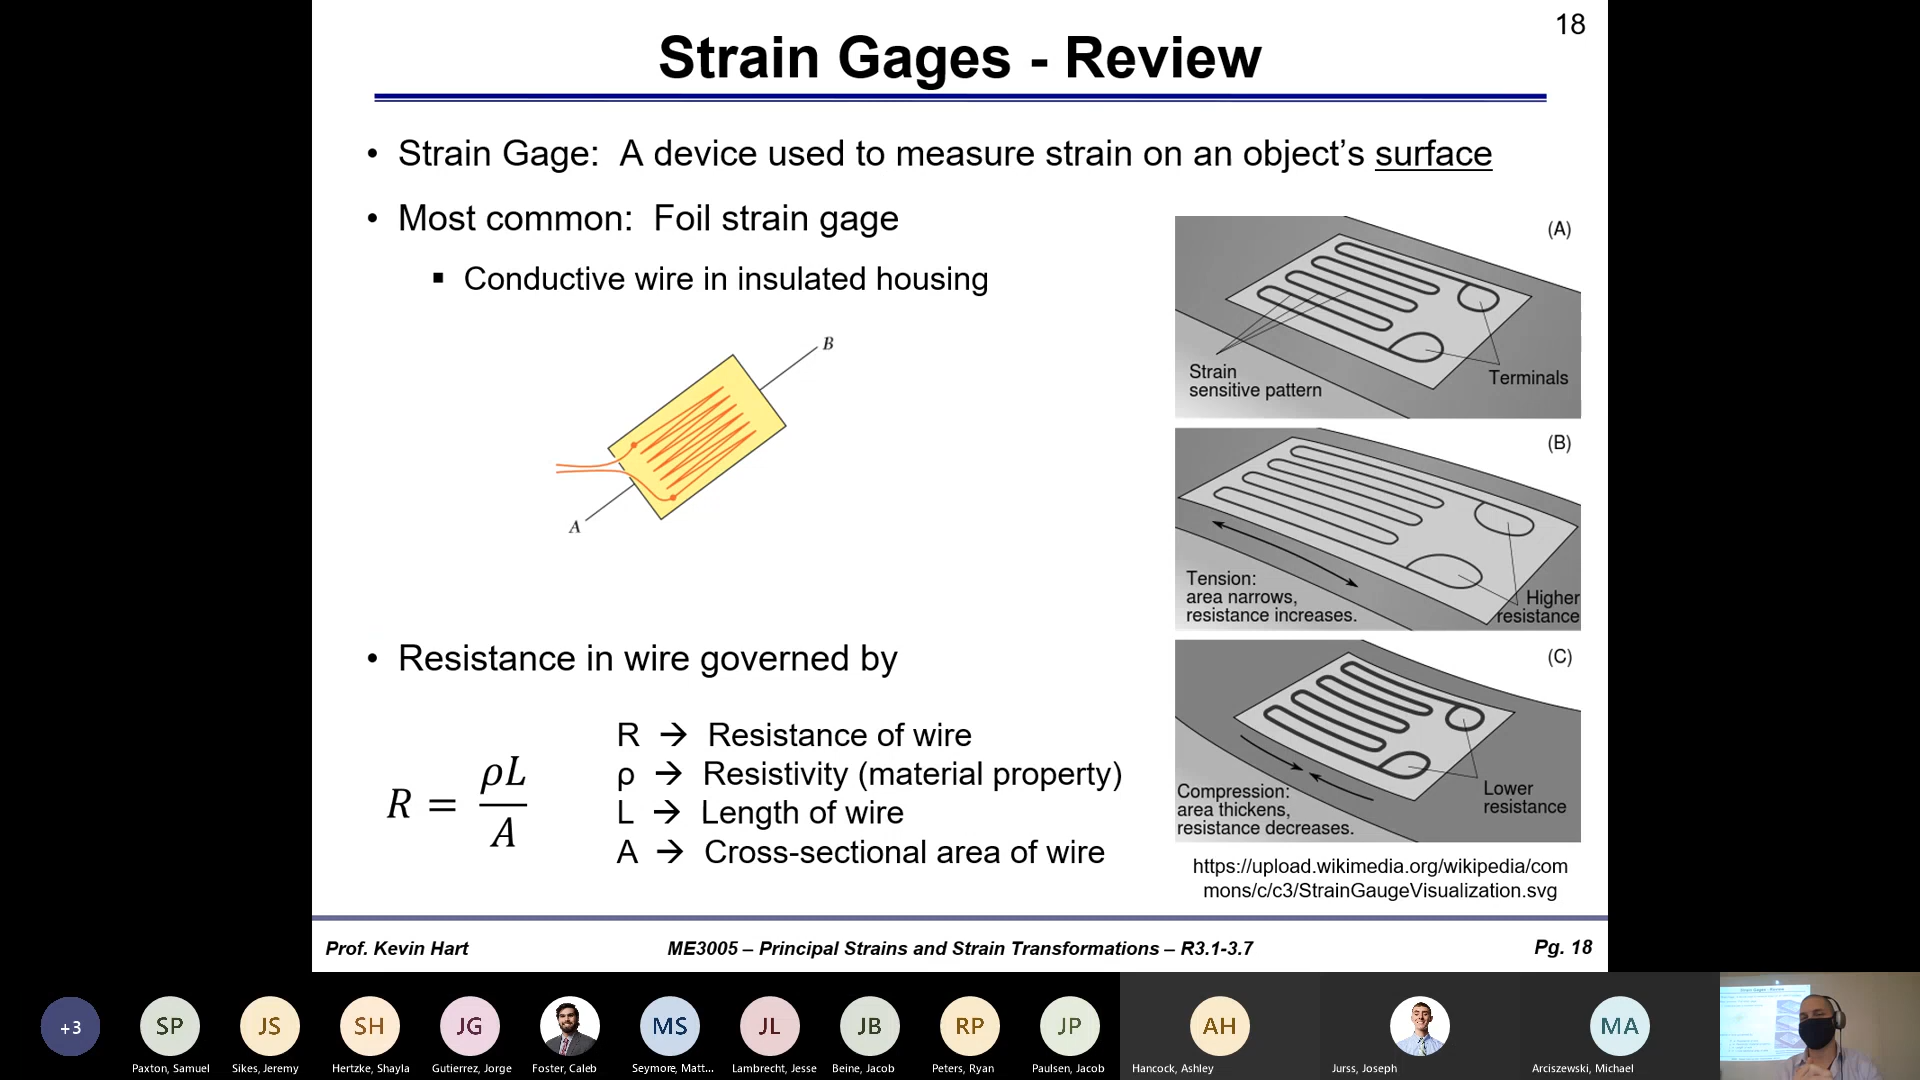 18
Strain Gages - Review
• Strain Gage: A device used to measure strain on an object’s surface
• Most common: Foil strain gage
▪ Conductive wire in insulated housing
B
A
(A)
Strain
sensitive pattern
Terminals
(B)
Tension:
area narrows,
resistance increases.
Higher
resistance
(C)
Compression:
area thickens,
resistance decreases.
Lower
resistance
https://upload.wikimedia.org/wikipedia/com
mons/c/c3/StrainGaugeVisualization.svg
• Resistance in wire governed by
R = ρL/A
R → Resistance of wire
ρ → Resistivity (material property)
L → Length of wire
A → Cross-sectional area of wire
Prof. Kevin Hart
ME3005 – Principal Strains and Strain Transformations – R3.1-3.7
Pg. 18
+3
SP
JS
SH
JG
MS
JL
JB
RP
JP
AH
MA
Paxton, Samuel
Sikes, Jeremy
Hertzke, Shayla
Gutierrez, Jorge
Foster, Caleb
Seymore, Matt...
Lambrecht, Jesse
Beine, Jacob
Peters, Ryan
Paulsen, Jacob
Hancock, Ashley
Jurss, Joseph
Arciszewski, Michael
Strain Gages - Review